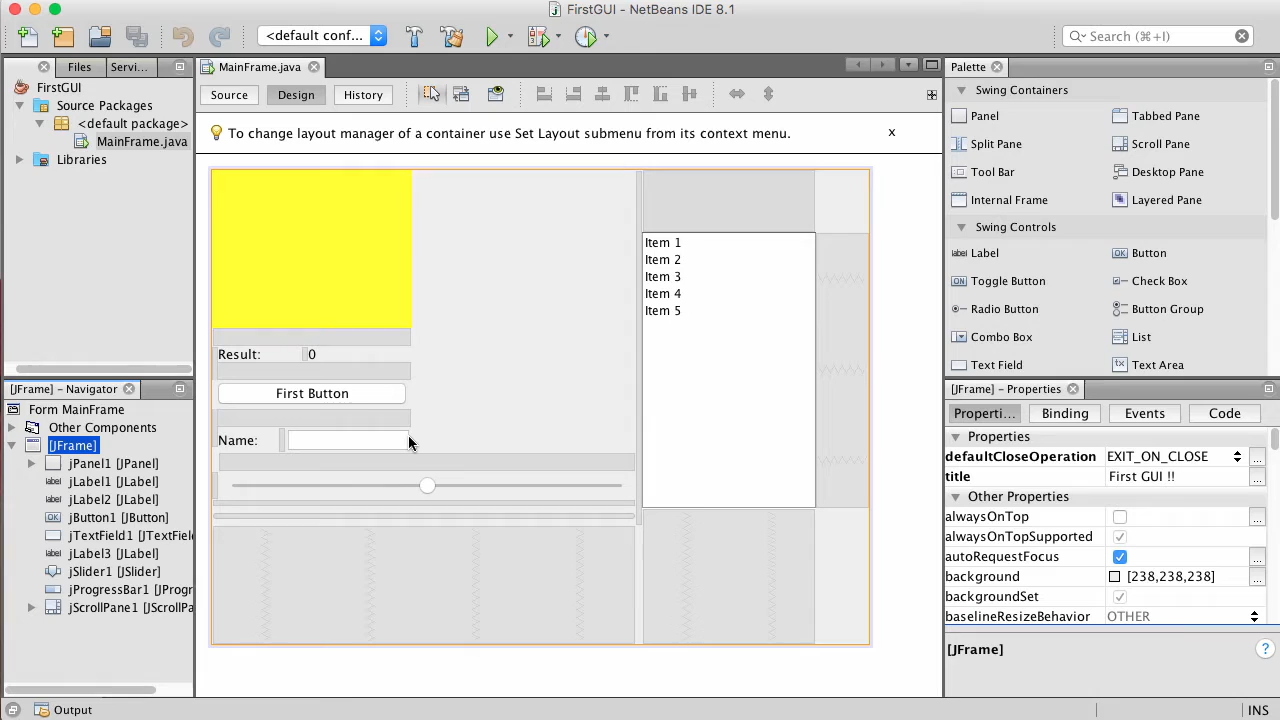 FirstGUI - NetBeans IDE 8.1
<default conf...
Search (⌘+I)
Files
Servi...
MainFrame.java
Palette
FirstGUI
Source Packages
<default package>
MainFrame.java
Libraries
Source
Design
History
To change layout manager of a container use Set Layout submenu from its context menu.
x
Swing Containers
Panel
Tabbed Pane
Split Pane
Scroll Pane
Tool Bar
Desktop Pane
Internal Frame
Layered Pane
Swing Controls
Label
Button
Toggle Button
Check Box
Radio Button
Button Group
Combo Box
List
Text Field
Text Area
Item 1
Item 2
Item 3
Item 4
Item 5
Result:
0
First Button
Name:
[JFrame] - Navigator
Form MainFrame
Other Components
[JFrame]
jPanel1 [JPanel]
jLabel1 [JLabel]
jLabel2 [JLabel]
jButton1 [JButton]
jTextField1 [JTextFiel
jLabel3 [JLabel]
jSlider1 [JSlider]
jProgressBar1 [JProgr
jScrollPane1 [JScrollPa
[JFrame] - Properties
Properti...
Binding
Events
Code
Properties
defaultCloseOperation
EXIT_ON_CLOSE
title
First GUI !!
Other Properties
alwaysOnTop
alwaysOnTopSupported
autoRequestFocus
background
[238,238,238]
backgroundSet
baselineResizeBehavior
OTHER
[JFrame]
?
Output
INS